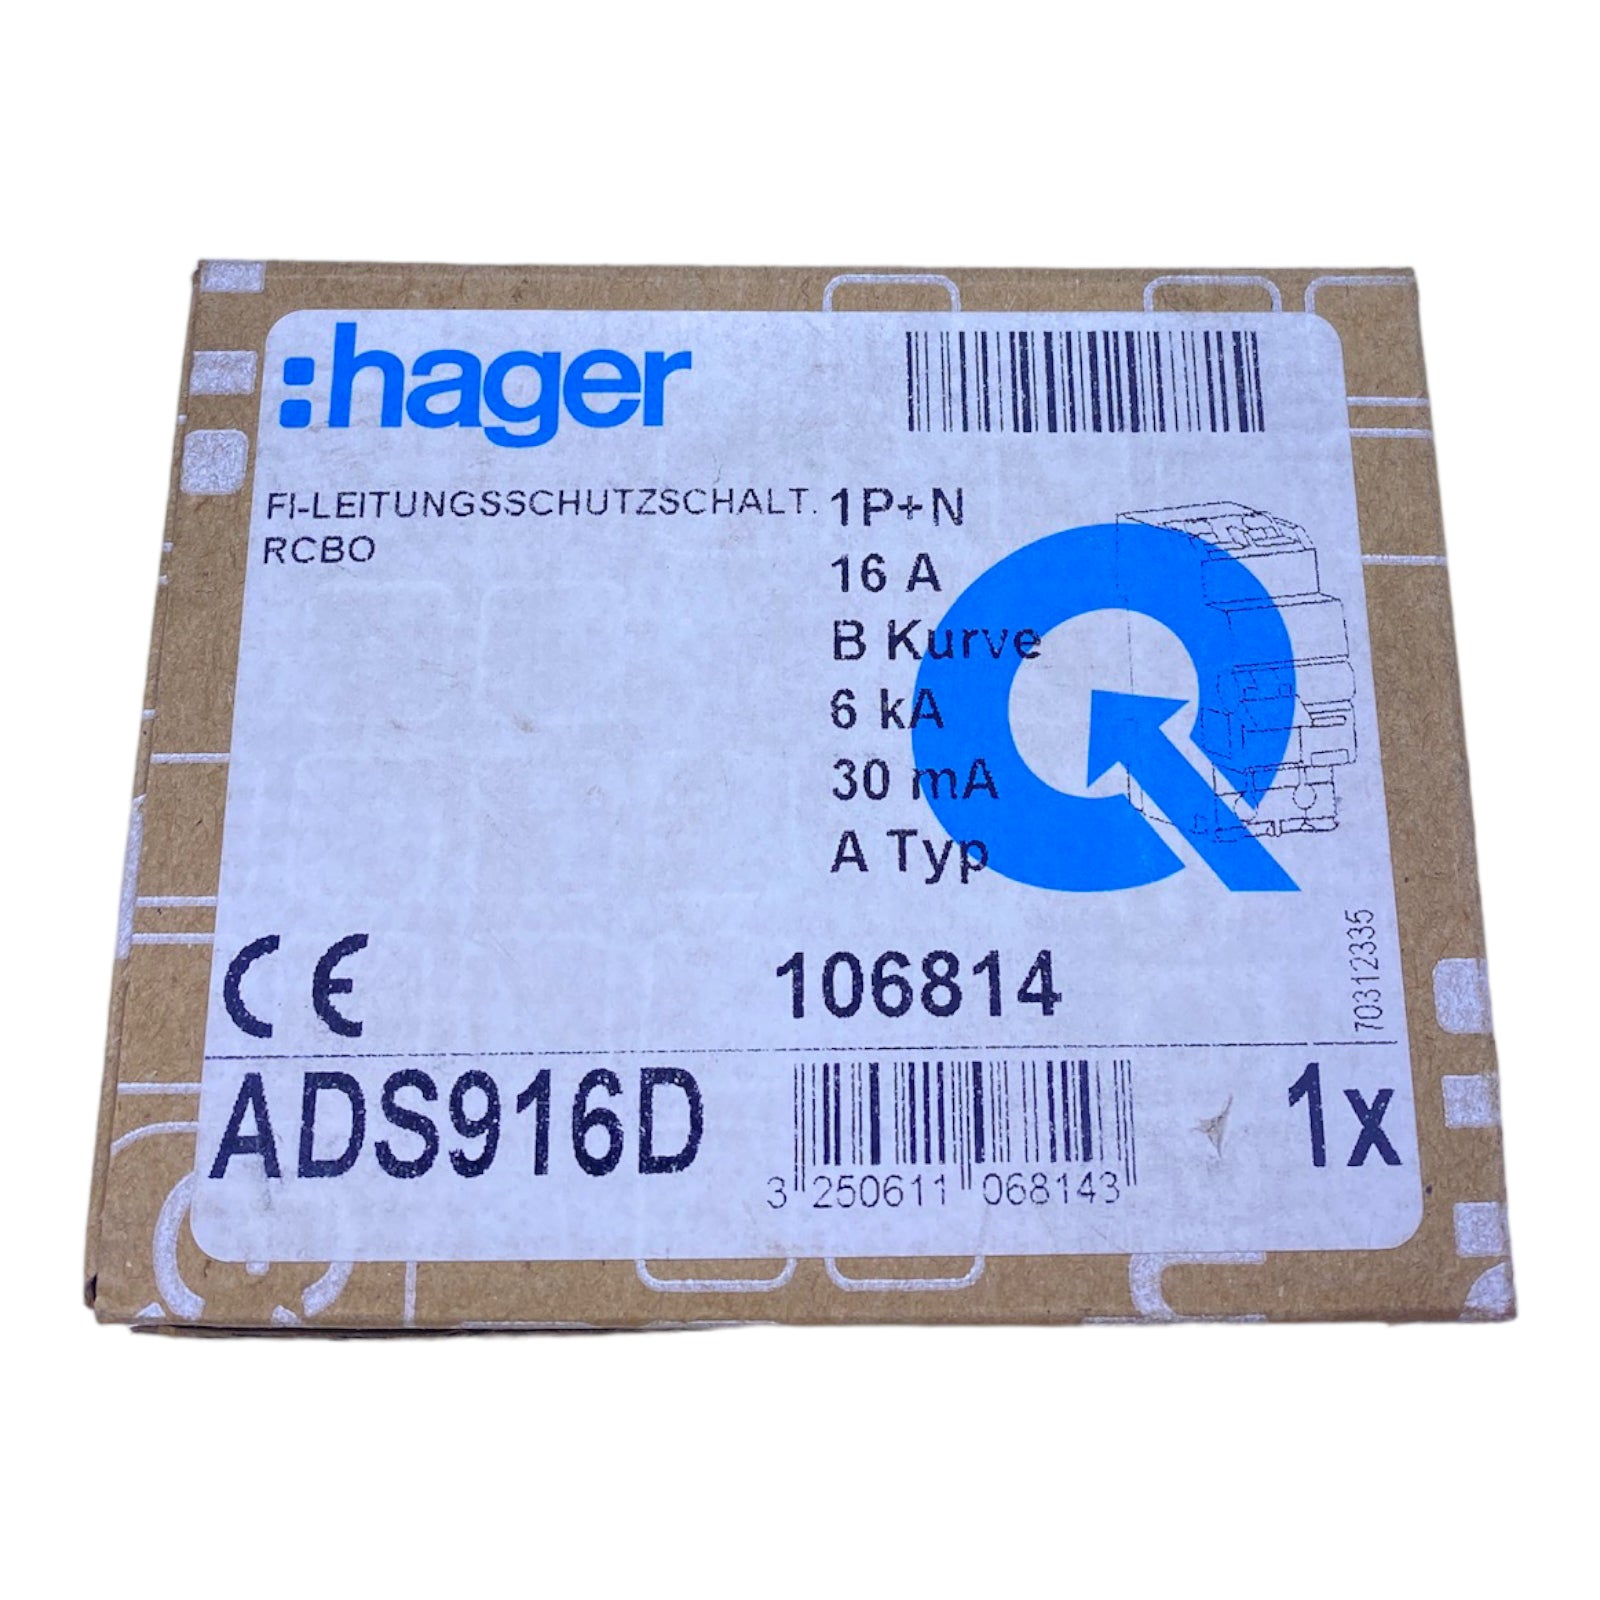 :hager
FI-LEITUNGSSCHUTZSCHALT.
RCBO
1P+N
16 A
B Kurve
6 kA
30 mA
A Typ
CE
106814
70312335
ADS916D
3 250611 068143
1x